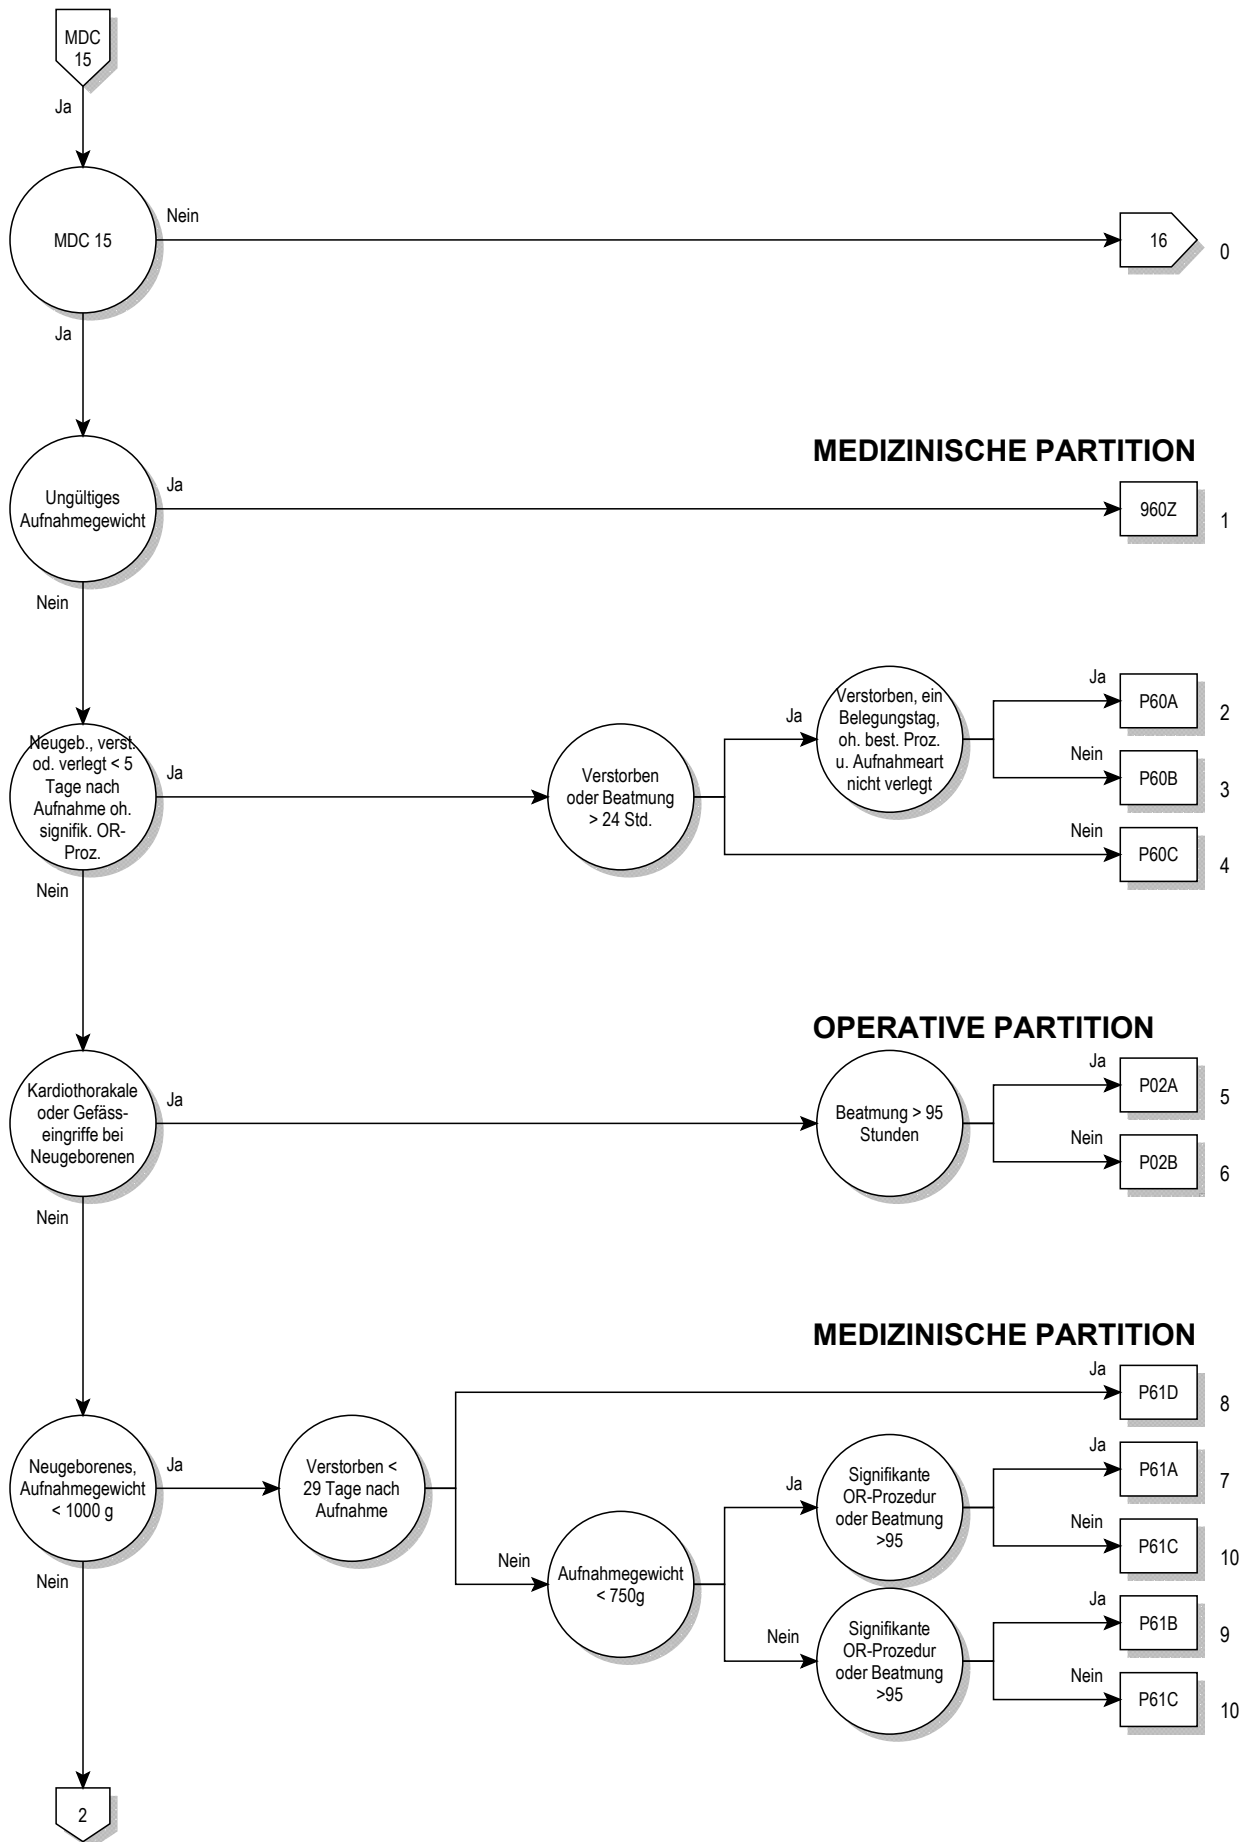 MDC
15
Ja
MDC 15
Nein
16
0
Ja
MEDIZINISCHE PARTITION
Ungültiges
Aufnahmegewicht
Ja
960Z
1
Nein
Neugeb., verst.
od. verlegt < 5
Tage nach
Aufnahme oh.
signifik. OR-
Proz.
Ja
Verstorben
oder Beatmung
> 24 Std.
Ja
Verstorben, ein
Belegungstag,
oh. best. Proz.
u. Aufnahmeart
nicht verlegt
Ja
P60A
2
Nein
P60B
3
Nein
P60C
4
Nein
OPERATIVE PARTITION
Kardiothorakale
oder Gefäss-
eingriffe bei
Neugeborenen
Ja
Beatmung > 95
Stunden
Ja
P02A
5
Nein
P02B
6
Nein
MEDIZINISCHE PARTITION
Neugeborenes,
Aufnahmegewicht
< 1000 g
Ja
Verstorben <
29 Tage nach
Aufnahme
Ja
P61D
8
Nein
Aufnahmegewicht
< 750g
Ja
Signifikante
OR-Prozedur
oder Beatmung
>95
Ja
P61A
7
Nein
P61C
10
Nein
Signifikante
OR-Prozedur
oder Beatmung
>95
Ja
P61B
9
Nein
P61C
10
Nein
2